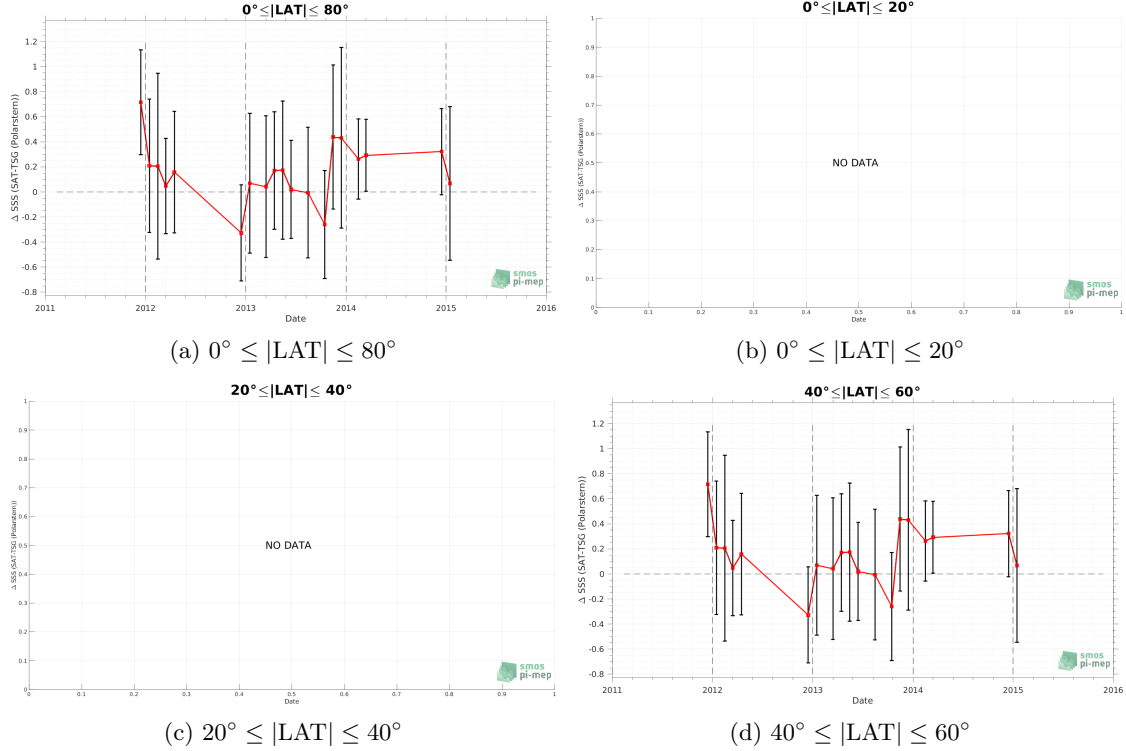 0°≤|LAT|≤ 80°
Δ SSS (SAT-TSG (Polarstern))
1.2
1
0.8
0.6
0.4
0.2
0
-0.2
-0.4
-0.6
-0.8
2011 2012 2013 2014 2015 2016
Date
smos
pi-mep
(a) 0° ≤ |LAT| ≤ 80°
0°≤|LAT|≤ 20°
Δ SSS (SAT-TSG (Polarstern))
1
0.9
0.8
0.7
0.6
0.5
0.4
0.3
0.2
0.1
0
NO DATA
0 0.1 0.2 0.3 0.4 0.5 0.6 0.7 0.8 0.9 1
Date
smos
pi-mep
(b) 0° ≤ |LAT| ≤ 20°
20°≤|LAT|≤ 40°
Δ SSS (SAT-TSG (Polarstern))
1
0.9
0.8
0.7
0.6
0.5
0.4
0.3
0.2
0.1
0
NO DATA
0 0.1 0.2 0.3 0.4 0.5 0.6 0.7 0.8 0.9 1
Date
smos
pi-mep
(c) 20° ≤ |LAT| ≤ 40°
40°≤|LAT|≤ 60°
Δ SSS (SAT-TSG (Polarstern))
1.2
1
0.8
0.6
0.4
0.2
0
-0.2
-0.4
-0.6
-0.8
2011 2012 2013 2014 2015 2016
Date
smos
pi-mep
(d) 40° ≤ |LAT| ≤ 60°